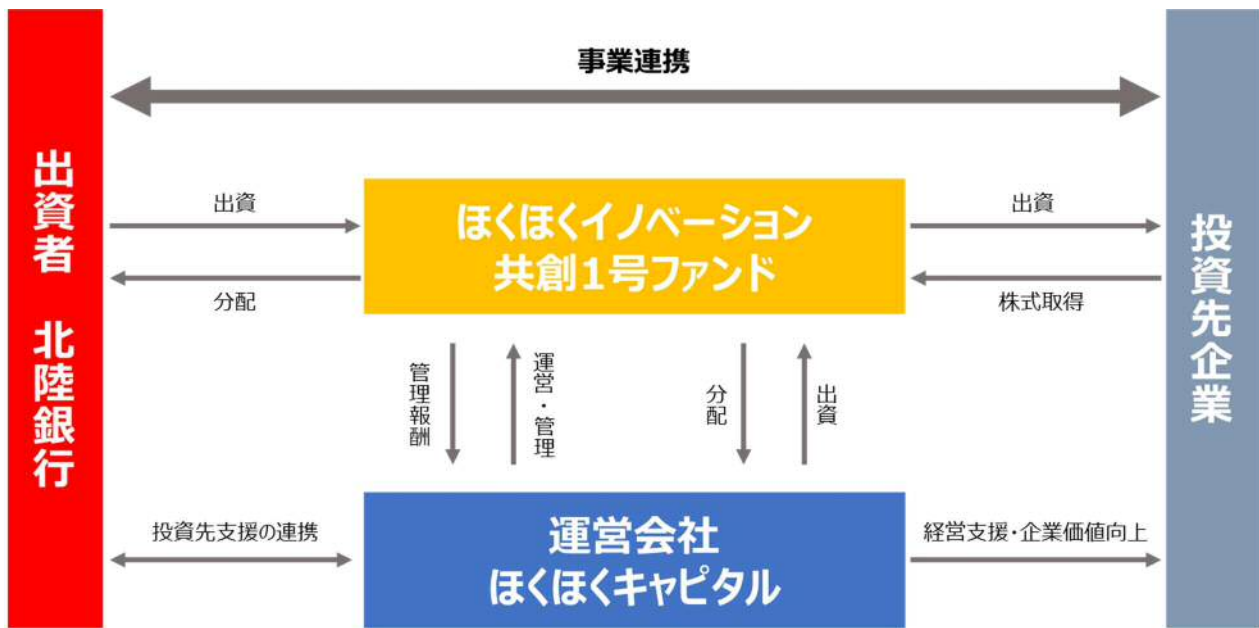 事業連携
出資者 北陸銀行
出資
分配
ほくほくイノベーション
共創1号ファンド
出資
株式取得
投資先企業
管理報酬
運営・管理
分配
出資
投資先支援の連携
運営会社
ほくほくキャピタル
経営支援・企業価値向上